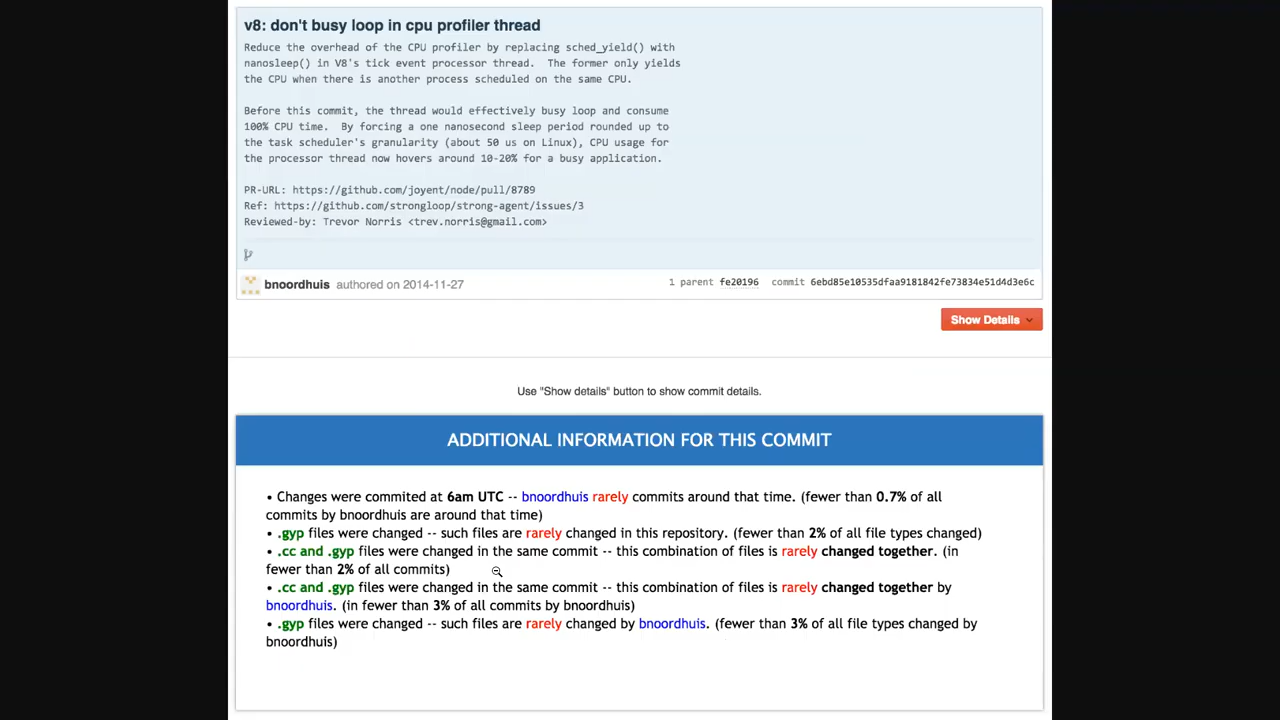 v8: don't busy loop in cpu profiler thread
Reduce the overhead of the CPU profiler by replacing sched_yield() with
nanosleep() in V8's tick event processor thread.  The former only yields
the CPU when there is another process scheduled on the same CPU.
Before this commit, the thread would effectively busy loop and consume
100% CPU time.  By forcing a one nanosecond sleep period rounded up to
the task scheduler's granularity (about 50 us on Linux), CPU usage for
the processor thread now hovers around 10-20% for a busy application.
PR-URL: https://github.com/joyent/node/pull/8789
Ref: https://github.com/strongloop/strong-agent/issues/3
Reviewed-by: Trevor Norris <trev.norris@gmail.com>
bnoordhuis authored on 2014-11-27 1 parent fe20196 commit 6ebd85e10535dfaa9181842fe73834e51d4d3e6c
Show Details
Use "Show details" button to show commit details.
ADDITIONAL INFORMATION FOR THIS COMMIT
• Changes were commited at 6am UTC -- bnoordhuis rarely commits around that time. (fewer than 0.7% of all
commits by bnoordhuis are around that time)
• .gyp files were changed -- such files are rarely changed in this repository. (fewer than 2% of all file types changed)
• .cc and .gyp files were changed in the same commit -- this combination of files is rarely changed together. (in
fewer than 2% of all commits)
• .cc and .gyp files were changed in the same commit -- this combination of files is rarely changed together by
bnoordhuis. (in fewer than 3% of all commits by bnoordhuis)
• .gyp files were changed -- such files are rarely changed by bnoordhuis. (fewer than 3% of all file types changed by
bnoordhuis)